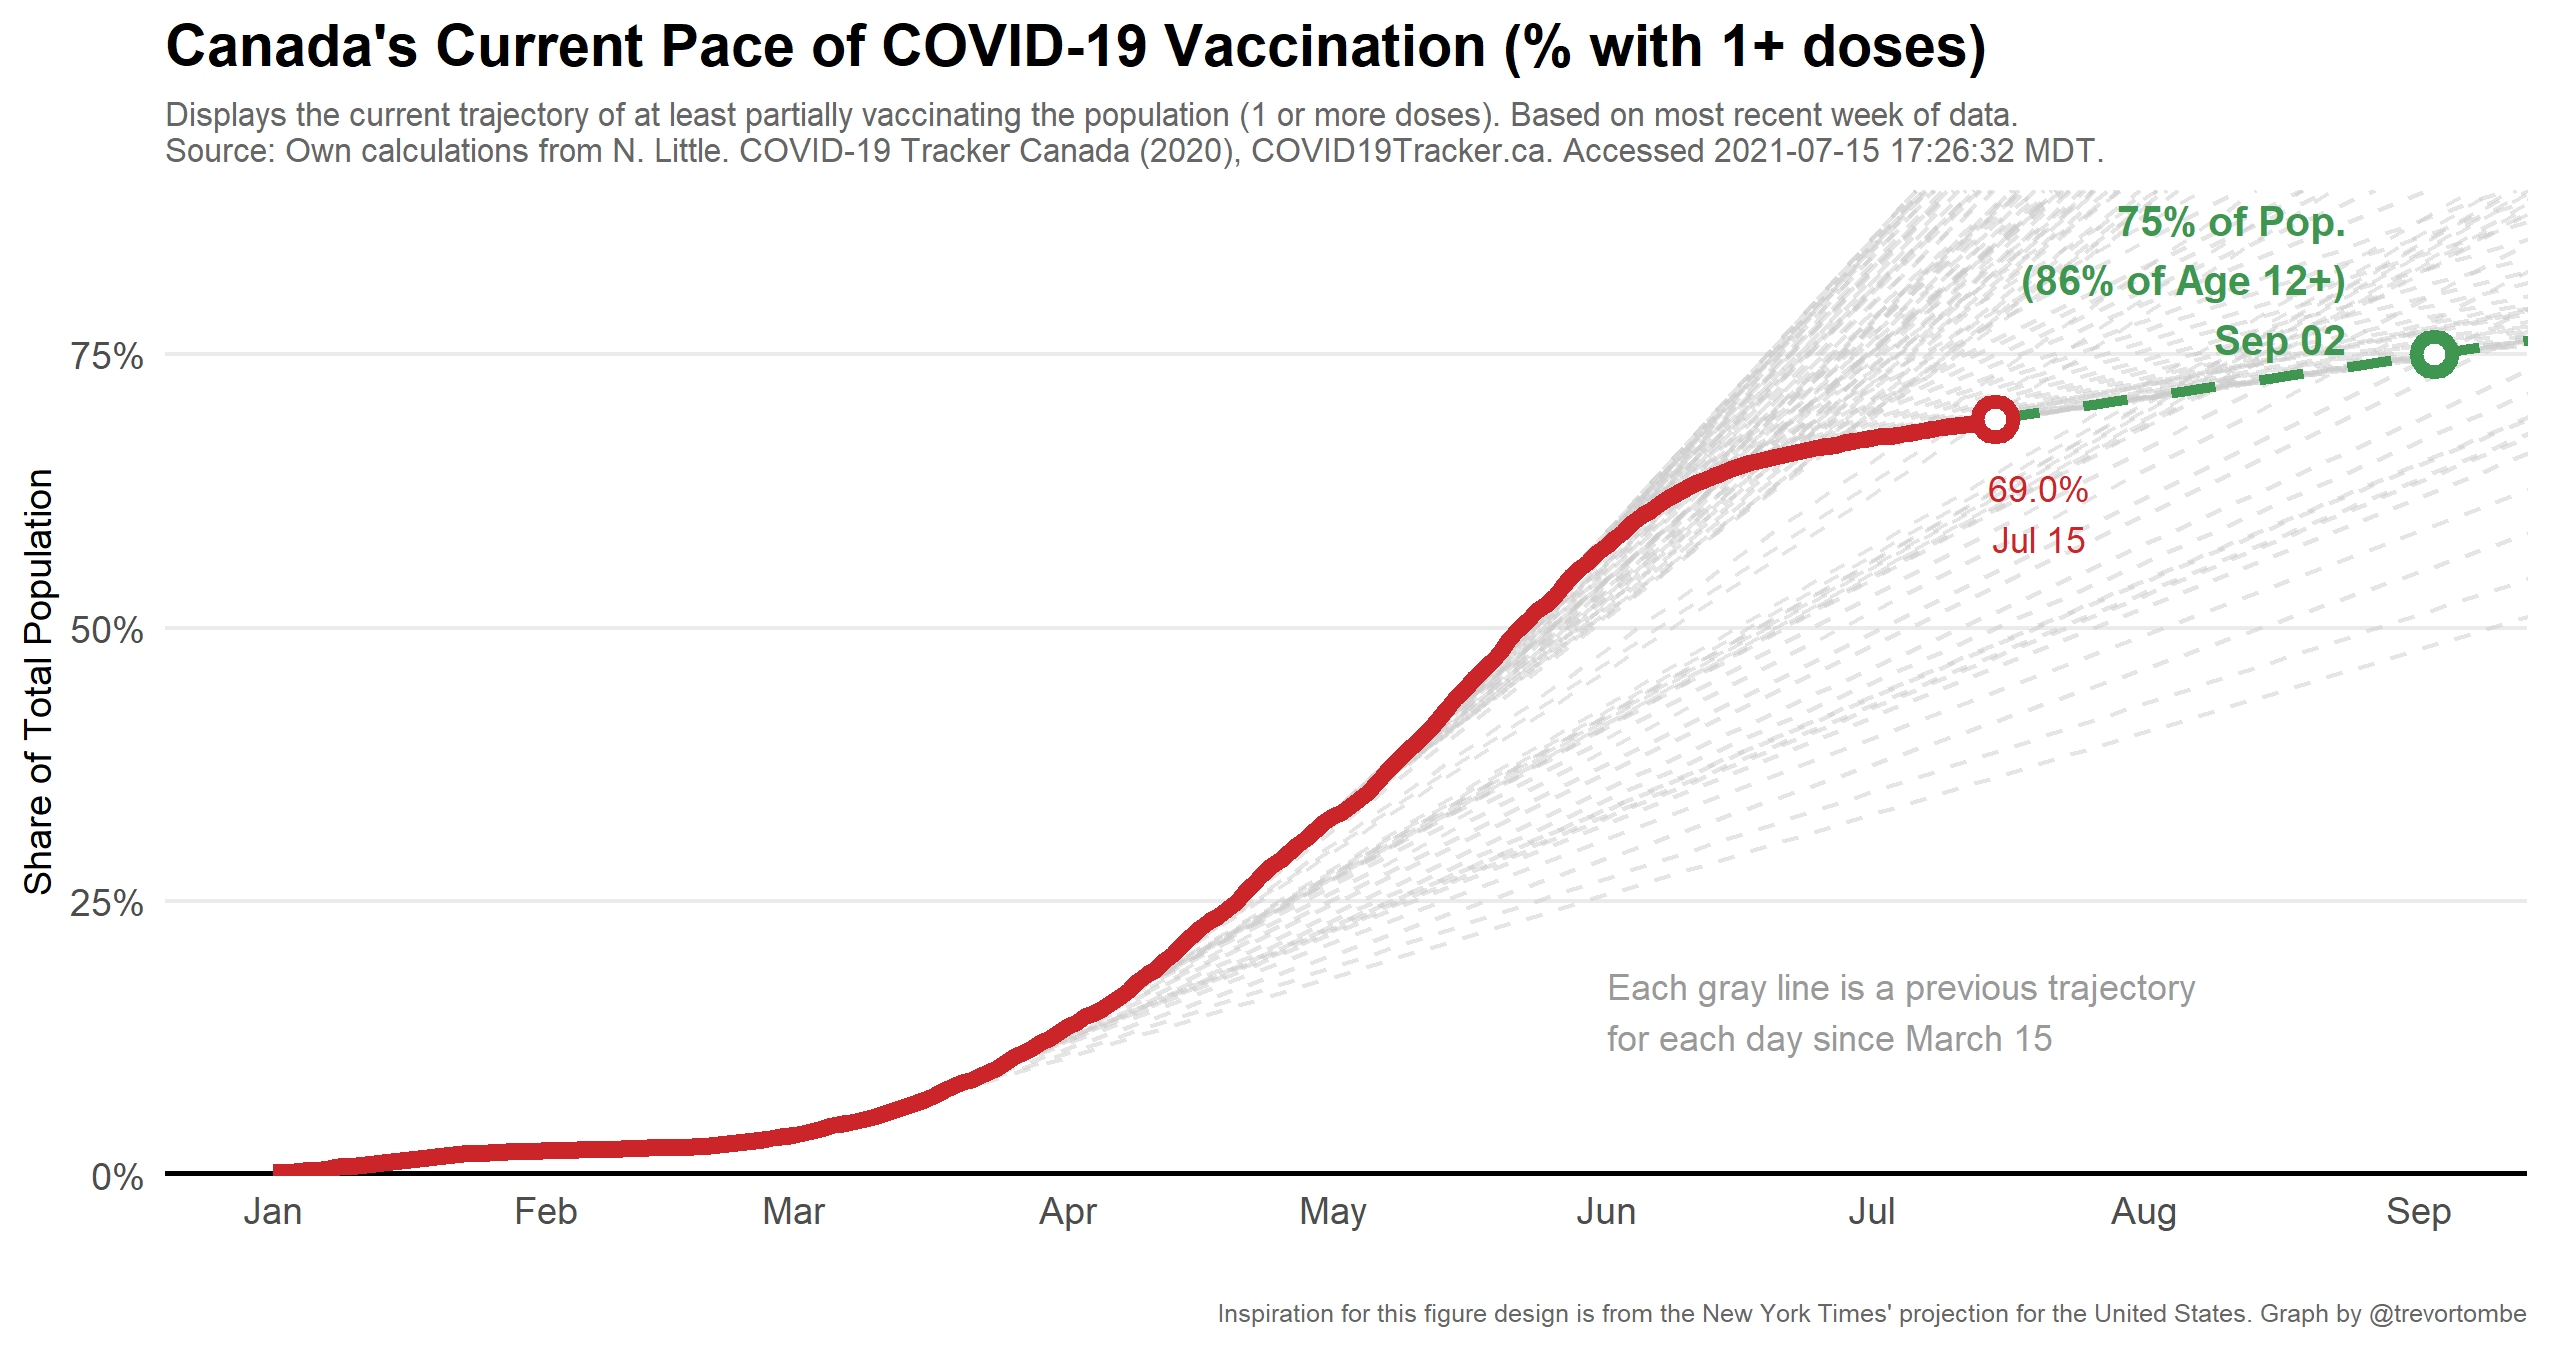 Canada's Current Pace of COVID-19 Vaccination (% with 1+ doses)
Displays the current trajectory of at least partially vaccinating the population (1 or more doses). Based on most recent week of data.
Source: Own calculations from N. Little. COVID-19 Tracker Canada (2020), COVID19Tracker.ca. Accessed 2021-07-15 17:26:32 MDT.
75% of Pop.
(86% of Age 12+)
Sep 02
75%
69.0%
Jul 15
50%
Share of Total Population
25%
Each gray line is a previous trajectory
for each day since March 15
0%
Jan Feb Mar Apr May Jun Jul Aug Sep
Inspiration for this figure design is from the New York Times' projection for the United States. Graph by @trevortombe